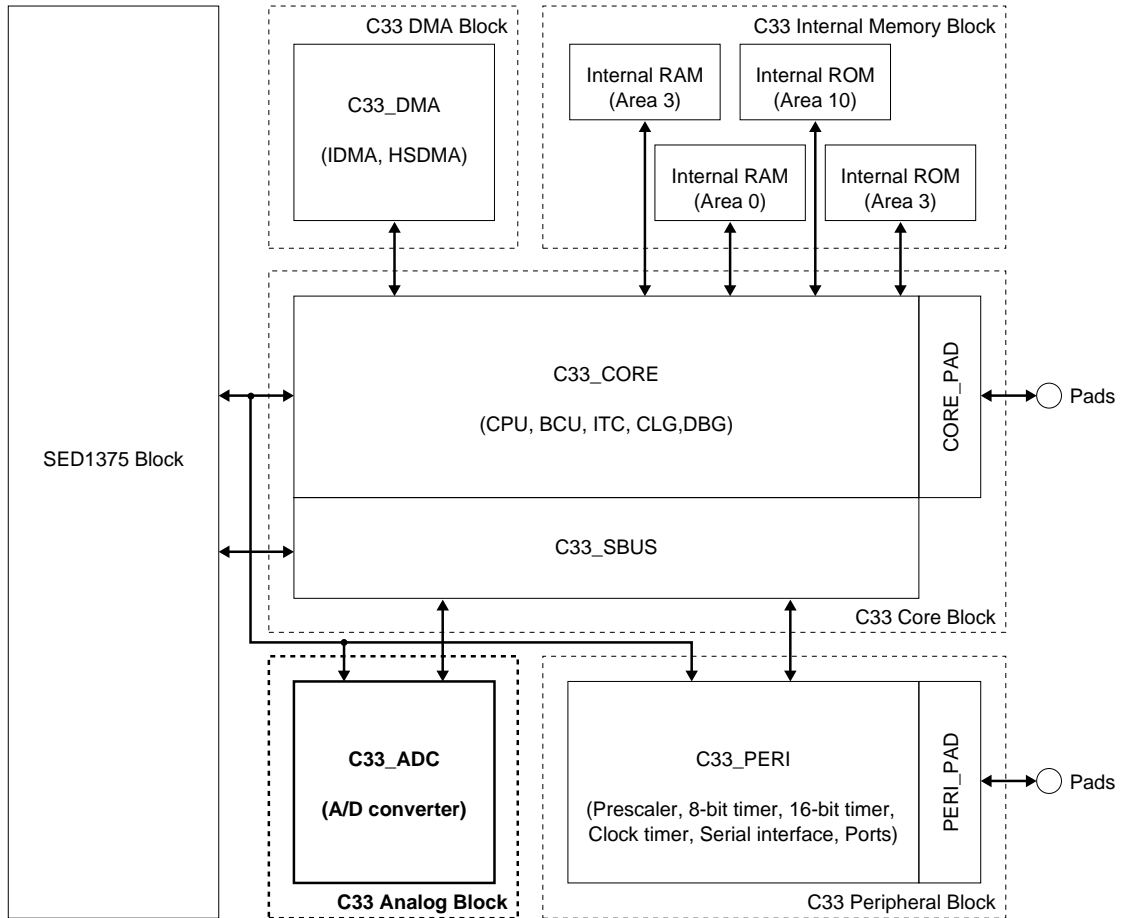 C33 DMA Block
C33_DMA
(IDMA, HSDMA)
C33 Internal Memory Block
Internal RAM
(Area 3)
Internal ROM
(Area 10)
Internal RAM
(Area 0)
Internal ROM
(Area 3)
SED1375 Block
C33_CORE
(CPU, BCU, ITC, CLG,DBG)
CORE_PAD
Pads
C33_SBUS
C33 Core Block
C33_ADC
(A/D converter)
C33 Analog Block
C33_PERI
(Prescaler, 8-bit timer, 16-bit timer,
Clock timer, Serial interface, Ports)
PERI_PAD
Pads
C33 Peripheral Block